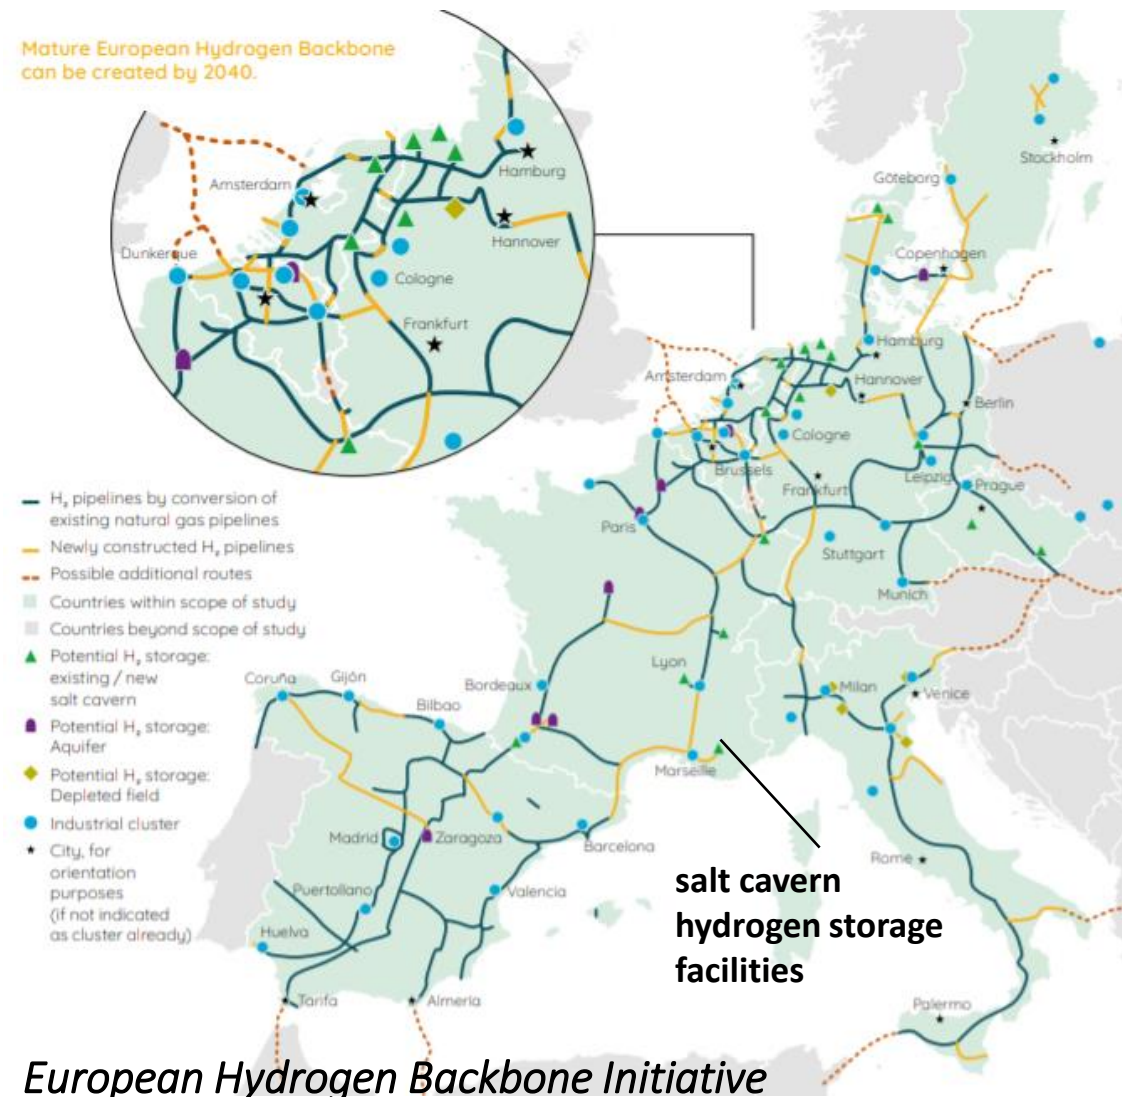 Mature European Hydrogen Backbone
can be created by 2040.
Hamburg
Amsterdam
Hannover
Dunkerque
Cologne
Frankfurt
Stockholm
Göteborg
Copenhagen
Hamburg
Amsterdam
Hannover
Berlin
Cologne
Brussels
Leipzig
Prague
Frankfurt
Paris
Stuttgart
Munich
H₂ pipelines by conversion of
existing natural gas pipelines
Newly constructed H₂ pipelines
Possible additional routes
Countries within scope of study
Countries beyond scope of study
Potential H₂ storage:
existing / new
salt cavern
Potential H₂ storage:
Aquifer
Potential H₂ storage:
Depleted field
Industrial cluster
City, for
orientation
purposes
(if not indicated
as cluster already)
Lyon
Coruña
Gijón
Bordeaux
Milan
Venice
Bilbao
Marseille
Madrid
Zaragoza
Barcelona
Rome
Puertollano
Valencia
Huelva
Tarifa
Almería
Palermo
salt cavern
hydrogen storage
facilities
European Hydrogen Backbone Initiative